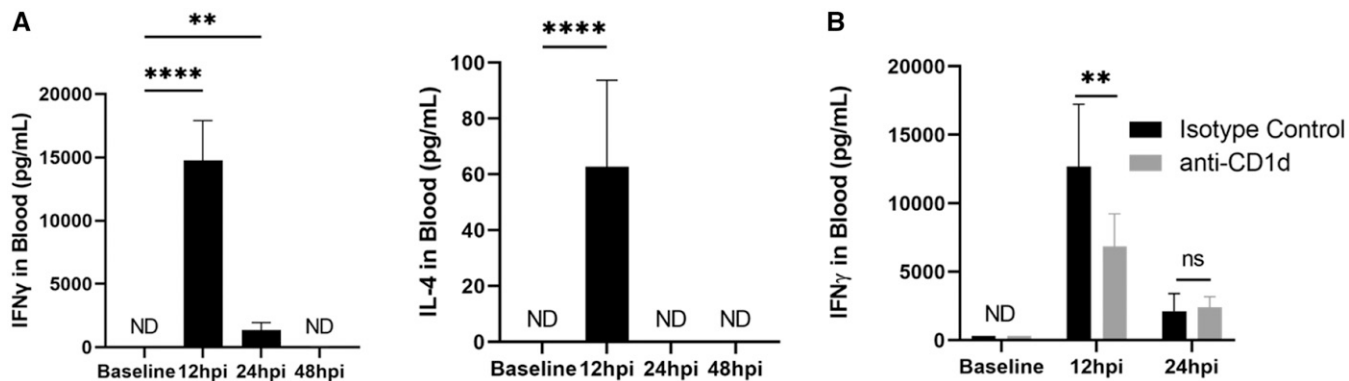 A
**
****
IFNγ in Blood (pg/mL)
20000
15000
10000
5000
0
ND
ND
Baseline 12hpi 24hpi 48hpi
****
IL-4 in Blood (pg/mL)
100
80
60
40
20
0
ND
ND
ND
Baseline 12hpi 24hpi 48hpi
B
IFNγ in Blood (pg/mL)
20000
15000
10000
5000
0
ND
**
ns
Baseline 12hpi 24hpi
Isotype Control
anti-CD1d